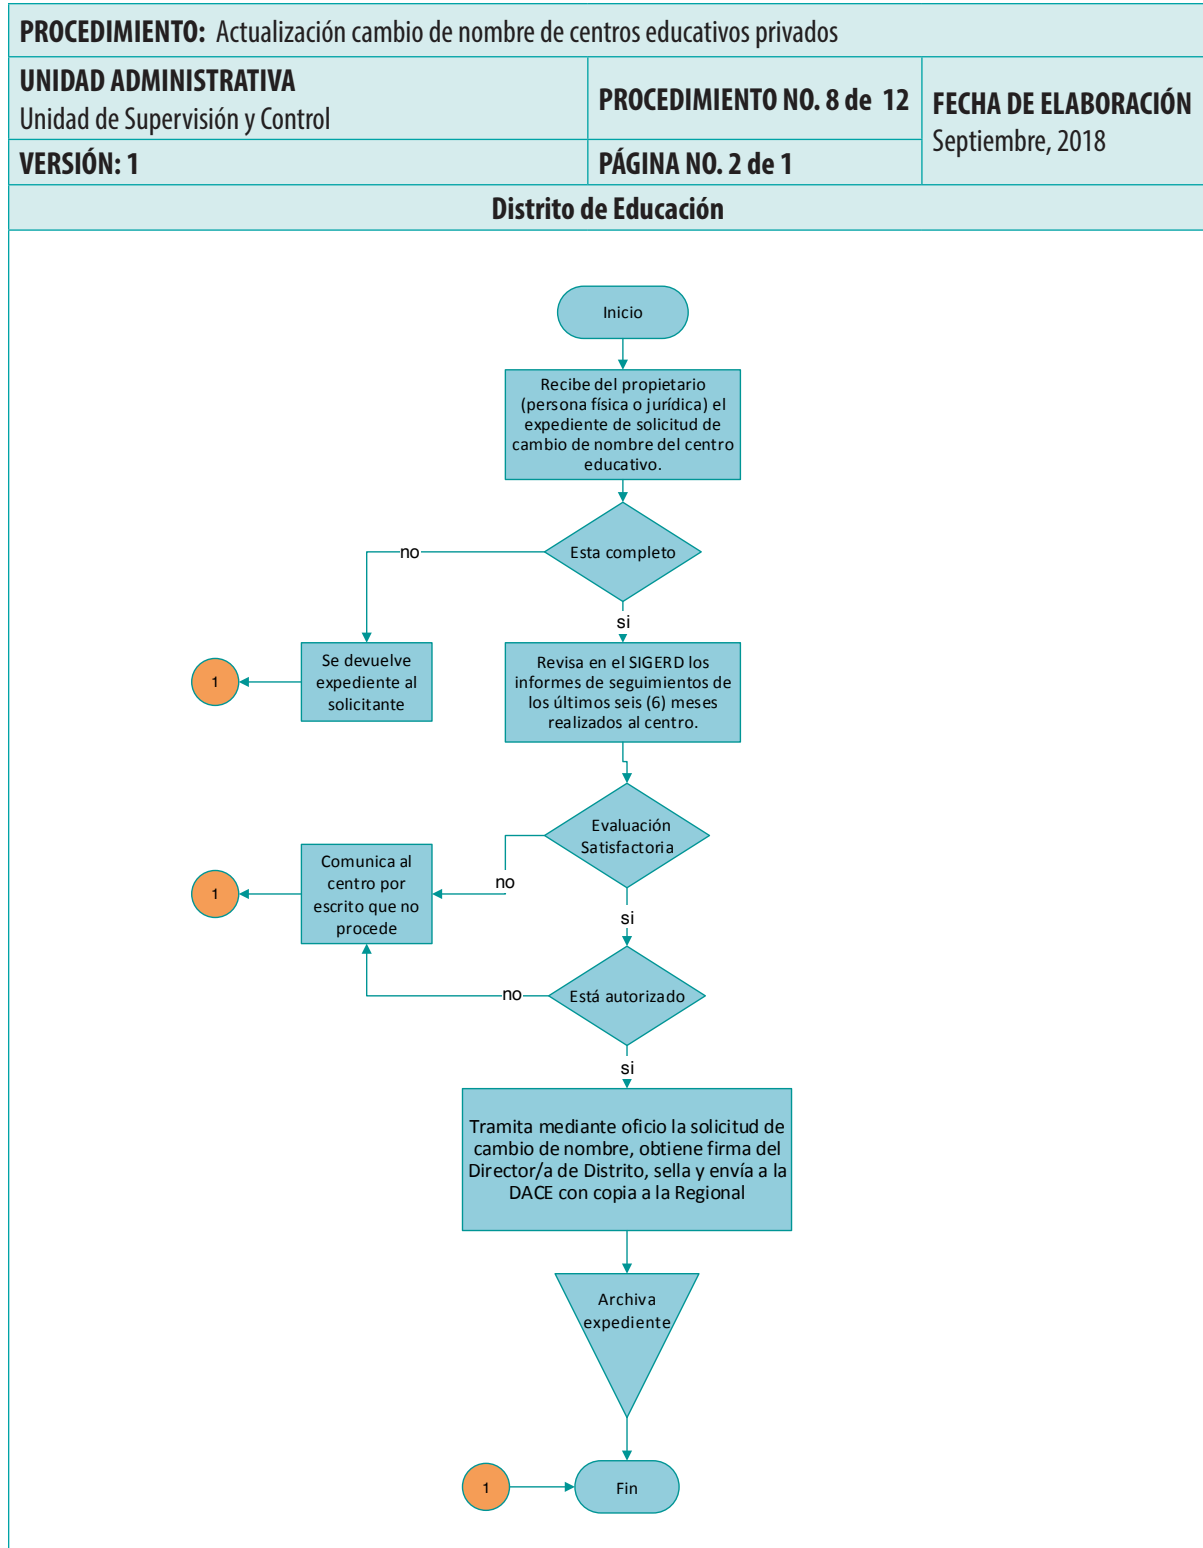 PROCEDIMIENTO: Actualización cambio de nombre de centros educativos privados
UNIDAD ADMINISTRATIVA
Unidad de Supervisión y Control
PROCEDIMIENTO NO. 8 de 12
FECHA DE ELABORACIÓN
Septiembre, 2018
VERSIÓN: 1
PÁGINA NO. 2 de 1
Distrito de Educación
Inicio
Recibe del propietario
(persona física o jurídica) el
expediente de solicitud de
cambio de nombre del centro
educativo.
Esta completo
no
si
Se devuelve
expediente al
solicitante
1
Revisa en el SIGERD los
informes de seguimientos de
los últimos seis (6) meses
realizados al centro.
Evaluación
Satisfactoria
no
si
Comunica al
centro por
escrito que no
procede
1
Está autorizado
no
si
Tramita mediante oficio la solicitud de
cambio de nombre, obtiene firma del
Director/a de Distrito, sella y envía a la
DACE con copia a la Regional
Archiva
expediente
1
Fin